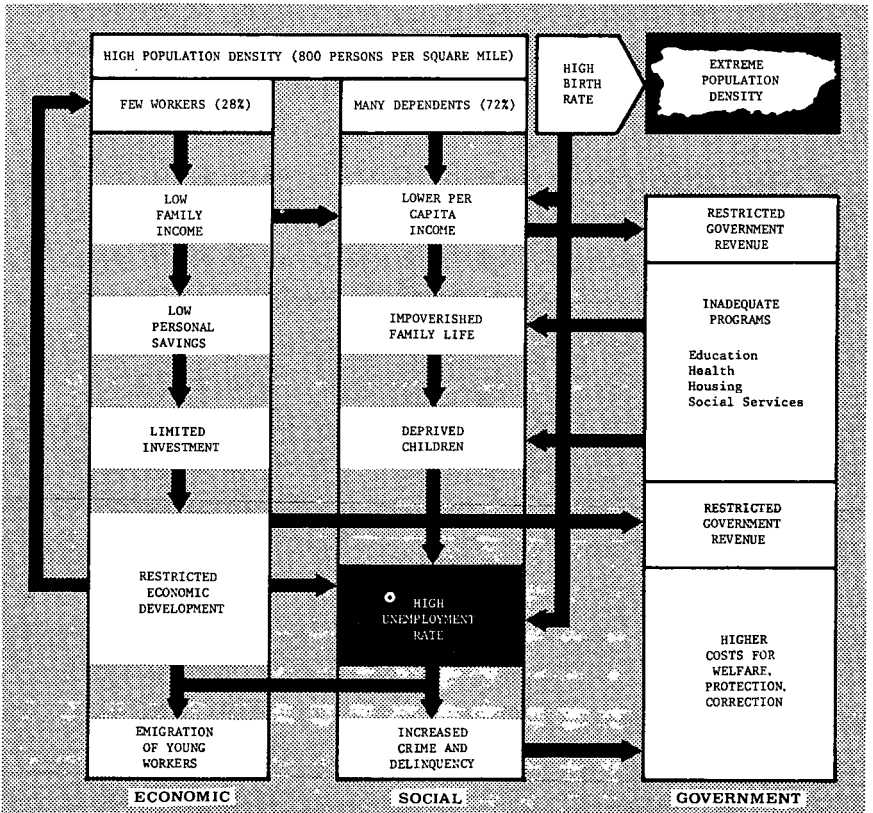 HIGH POPULATION DENSITY (800 PERSONS PER SQUARE MILE)
HIGH
BIRTH
RATE
EXTREME
POPULATION
DENSITY
FEW WORKERS (28%)
MANY DEPENDENTS (72%)
LOW
FAMILY
INCOME
LOWER PER
CAPITA
INCOME
RESTRICTED
GOVERNMENT
REVENUE
LOW
PERSONAL
SAVINGS
IMPOVERISHED
FAMILY LIFE
INADEQUATE
PROGRAMS
Education
Health
Housing
Social Services
LIMITED
INVESTMENT
DEPRIVED
CHILDREN
RESTRICTED
GOVERNMENT
REVENUE
RESTRICTED
ECONOMIC
DEVELOPMENT
HIGH
UNEMPLOYMENT
RATE
HIGHER
COSTS FOR
WELFARE,
PROTECTION,
CORRECTION
EMIGRATION
OF YOUNG
WORKERS
INCREASED
CRIME AND
DELINQUENCY
ECONOMIC
SOCIAL
GOVERNMENT